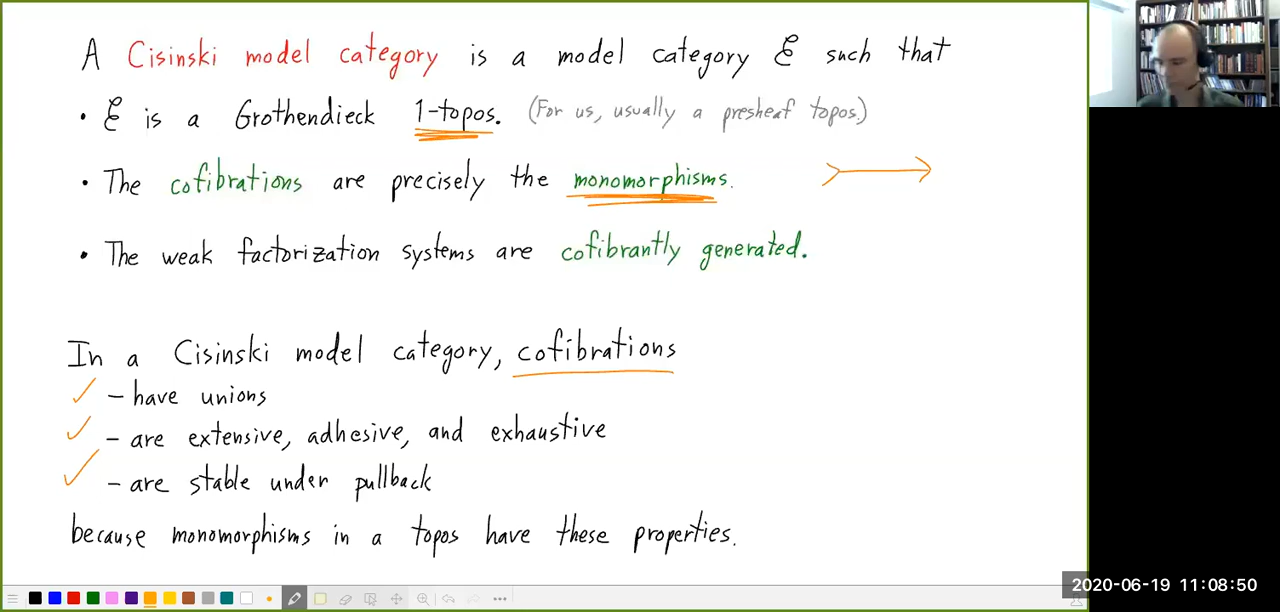 A Cisinski model category is a model category ℰ such that
• ℰ is a Grothendieck 1-topos. (For us, usually a presheaf topos.)
• The cofibrations are precisely the monomorphisms.
• The weak factorization systems are cofibrantly generated.
In a Cisinski model category, cofibrations
– have unions
– are extensive, adhesive, and exhaustive
– are stable under pullback
because monomorphisms in a topos have these properties.
2020-06-19 11:08:50